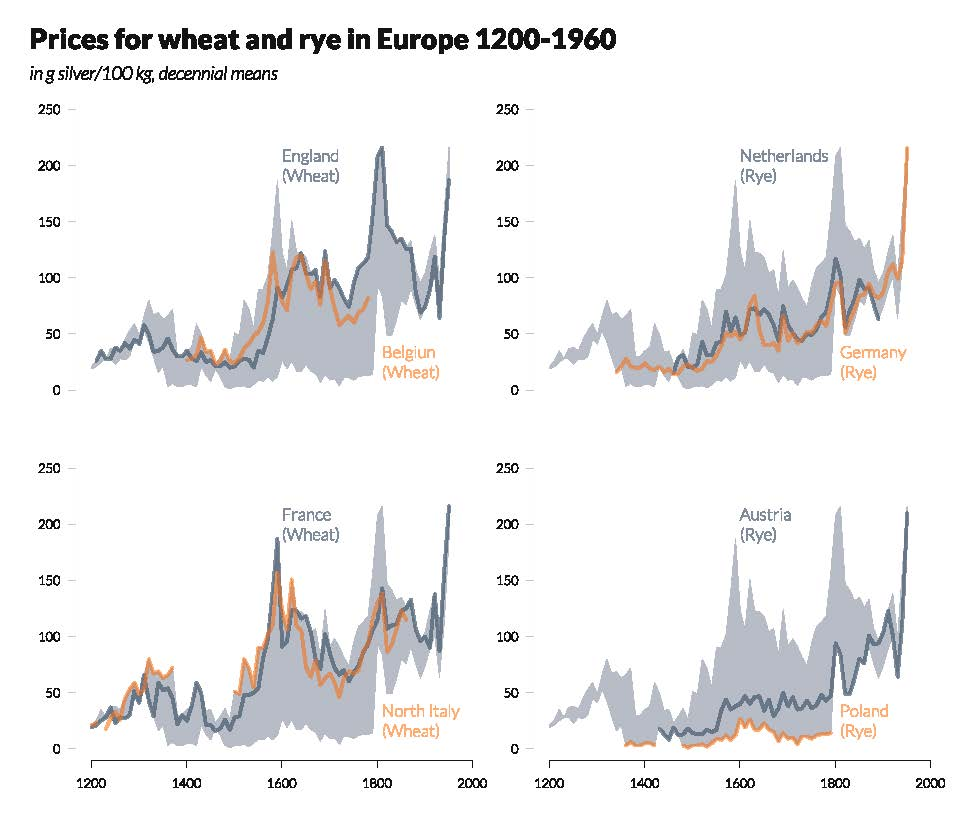 Prices for wheat and rye in Europe 1200-1960
in g silver/100 kg, decennial means
250
200
150
100
50
0
England
(Wheat)
Belgiun
(Wheat)
250
200
150
100
50
0
Netherlands
(Rye)
Germany
(Rye)
250
200
150
100
50
0
France
(Wheat)
North Italy
(Wheat)
1200 1400 1600 1800 2000
250
200
150
100
50
0
Austria
(Rye)
Poland
(Rye)
1200 1400 1600 1800 2000